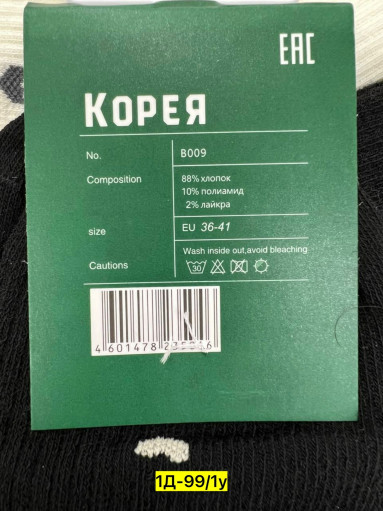 EAC
КОРЕЯ
No. B009
Composition 88% хлопок
10% полиамид
2% лайкра
size EU 36-41
Wash inside out,avoid bleaching
Cautions 30
1Д-99/1у